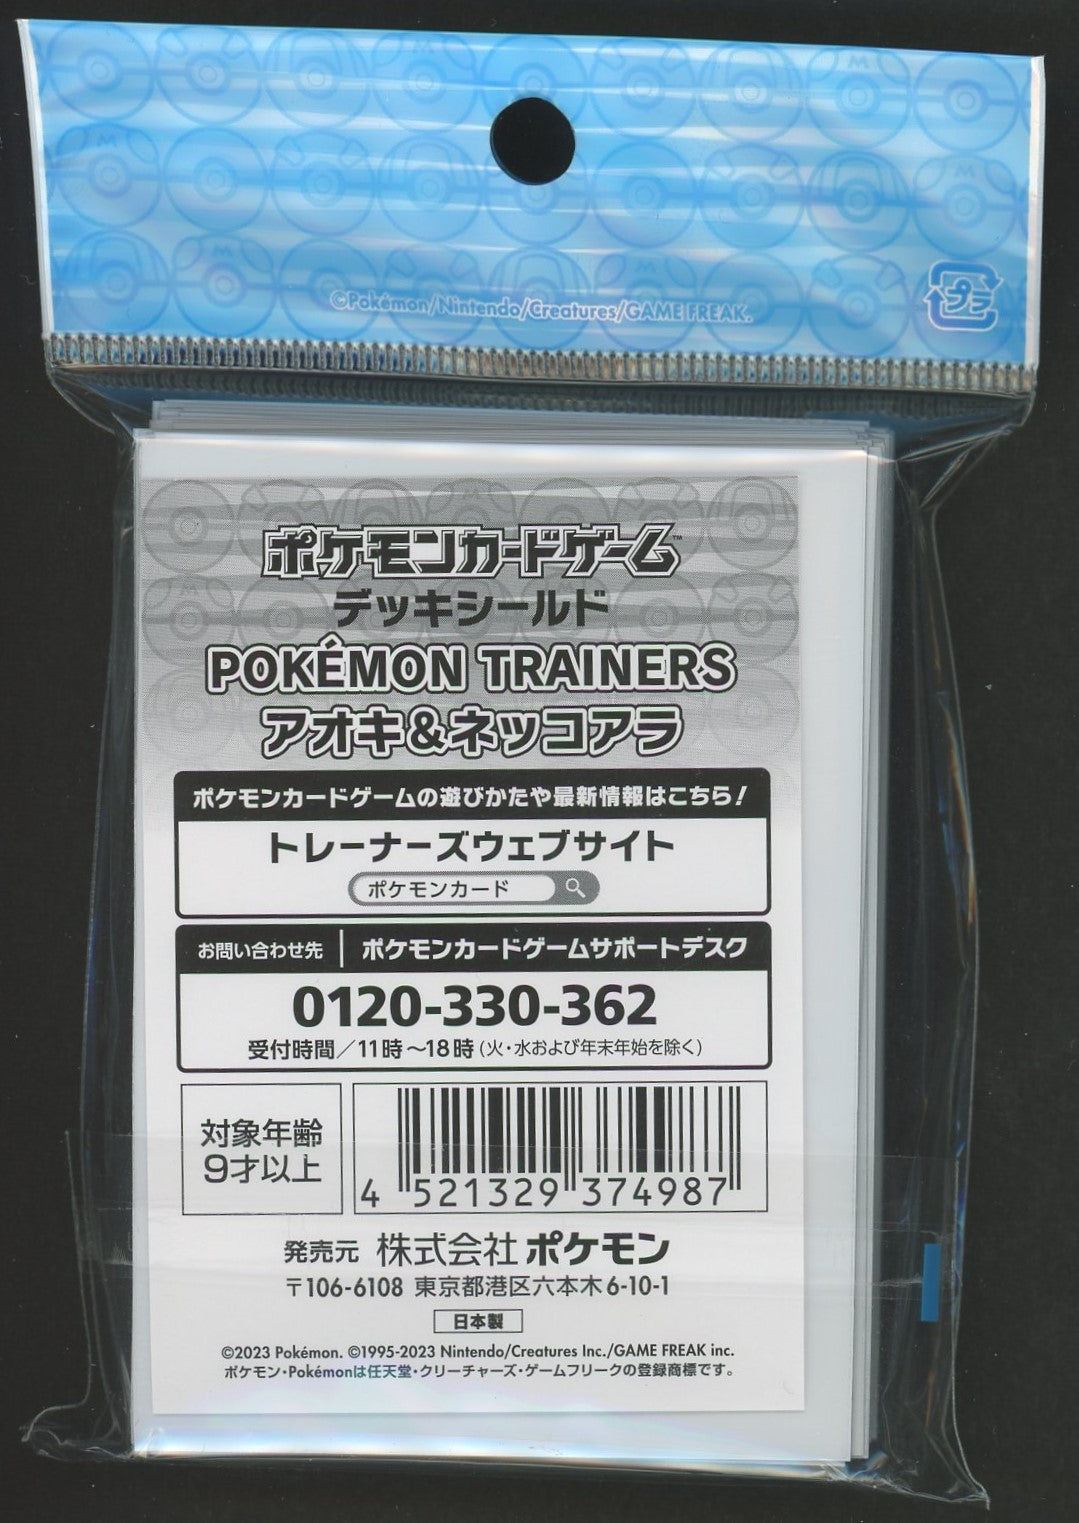 ©Pokémon/Nintendo/Creatures/GAME FREAK.
プラ
ポケモンカードゲーム™
デッキシールド
POKÉMON TRAINERS
アオキ&ネッコアラ
ポケモンカードゲームの遊びかたや最新情報はこちら!
トレーナーズウェブサイト
ポケモンカード
お問い合わせ先 ポケモンカードゲームサポートデスク
0120-330-362
受付時間/11時～18時(火・水および年末年始を除く)
対象年齢
9才以上
4 521329 374987
発売元 株式会社ポケモン
〒106-6108 東京都港区六本木6-10-1
日本製
©2023 Pokémon. ©1995-2023 Nintendo/Creatures Inc./GAME FREAK inc.
ポケモン・Pokémonは任天堂・クリーチャーズ・ゲームフリークの登録商標です。